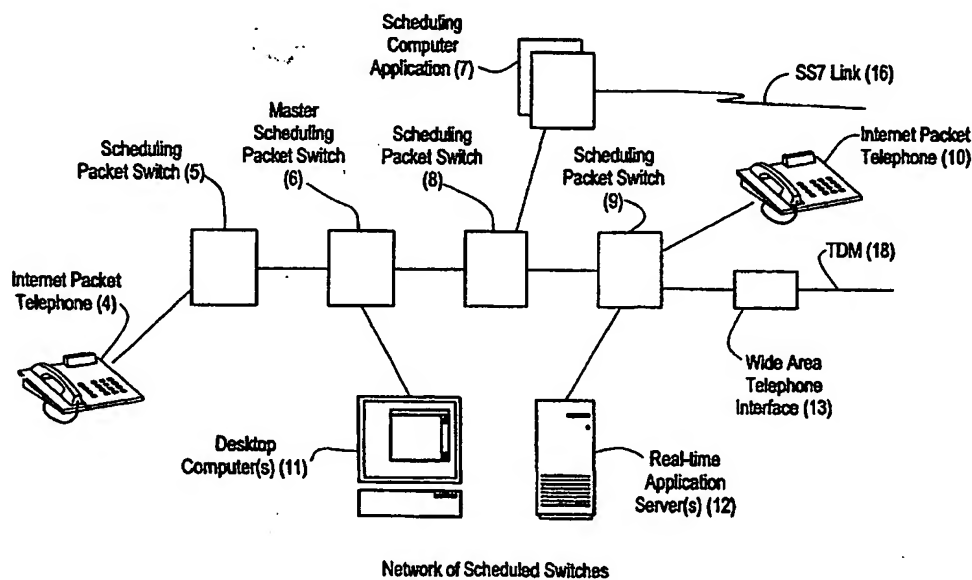 Scheduling
Computer
Application (7)
SS7 Link (16)
Master
Scheduling
Packet Switch
(6)
Scheduling
Packet Switch (5)
Scheduling
Packet Switch
(8)
Scheduling
Packet Switch
(9)
Internet Packet
Telephone (10)
Internet Packet
Telephone (4)
TDM (18)
Wide Area
Telephone
Interface (13)
Desktop
Computer(s) (11)
Real-time
Application
Server(s) (12)
Network of Scheduled Switches